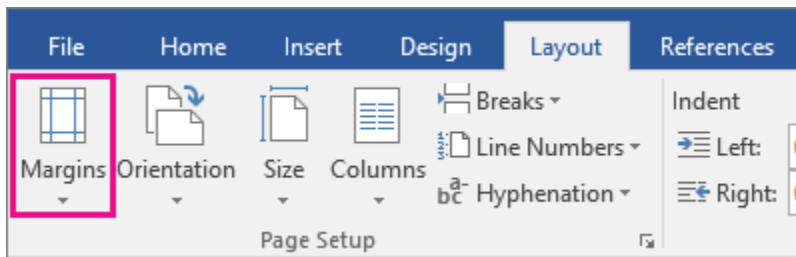 File Home Insert Design Layout References
Margins Orientation Size Columns
Breaks
Line Numbers
Hyphenation
Page Setup
Indent
Left:
Right: